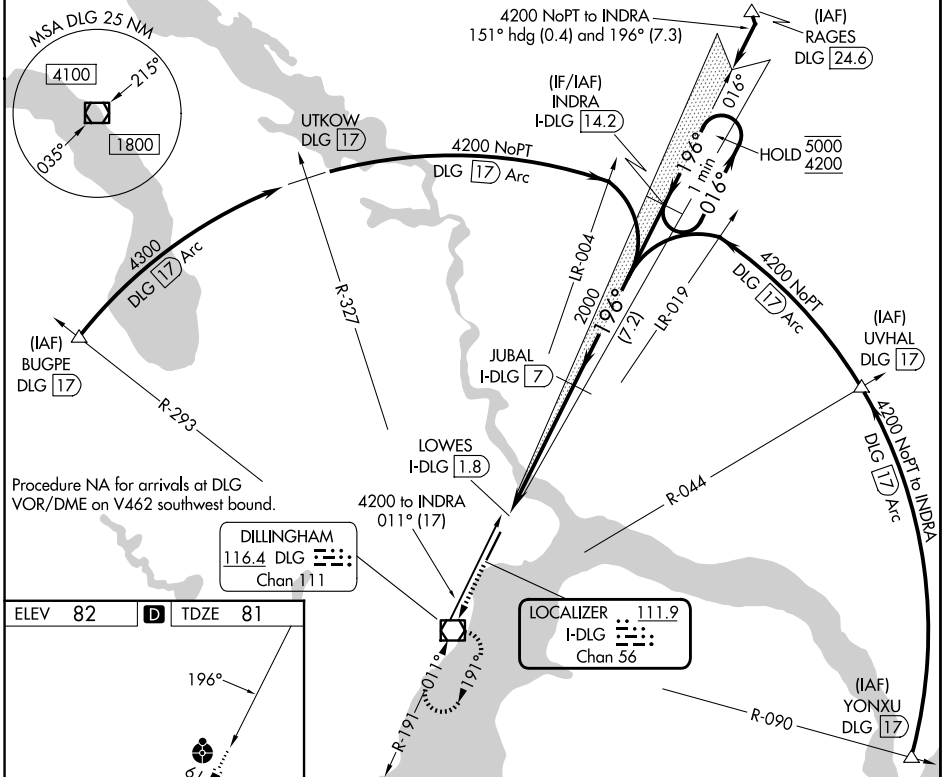 MSA DLG 25 NM
4100
215°
035°
1800
4200 NoPT to INDRA
151° hdg (0.4) and 196° (7.3)
(IAF)
RAGES
DLG 24.6
(IF/IAF)
INDRA
I-DLG 14.2
016°
196°
1 min
016°
HOLD 5000
4200
UTKOW
DLG 17
4200 NoPT
DLG 17 Arc
4300
DLG 17 Arc
(IAF)
BUGPE
DLG 17
R-293
R-327
LR-004
2000
196°
(7.2)
LR-019
4200 NoPT
DLG 17 Arc
(IAF)
UVHAL
DLG 17
JUBAL
I-DLG 7
4200 NoPT to INDRA
DLG 17 Arc
R-044
LOWES
I-DLG 1.8
Procedure NA for arrivals at DLG
VOR/DME on V462 southwest bound.
4200 to INDRA
011° (17)
DILLINGHAM
116.4 DLG
Chan 111
LOCALIZER 111.9
I-DLG
Chan 56
011°
191°
R-191
R-090
(IAF)
YONXU
DLG 17
ELEV 82
D
TDZE 81
196°